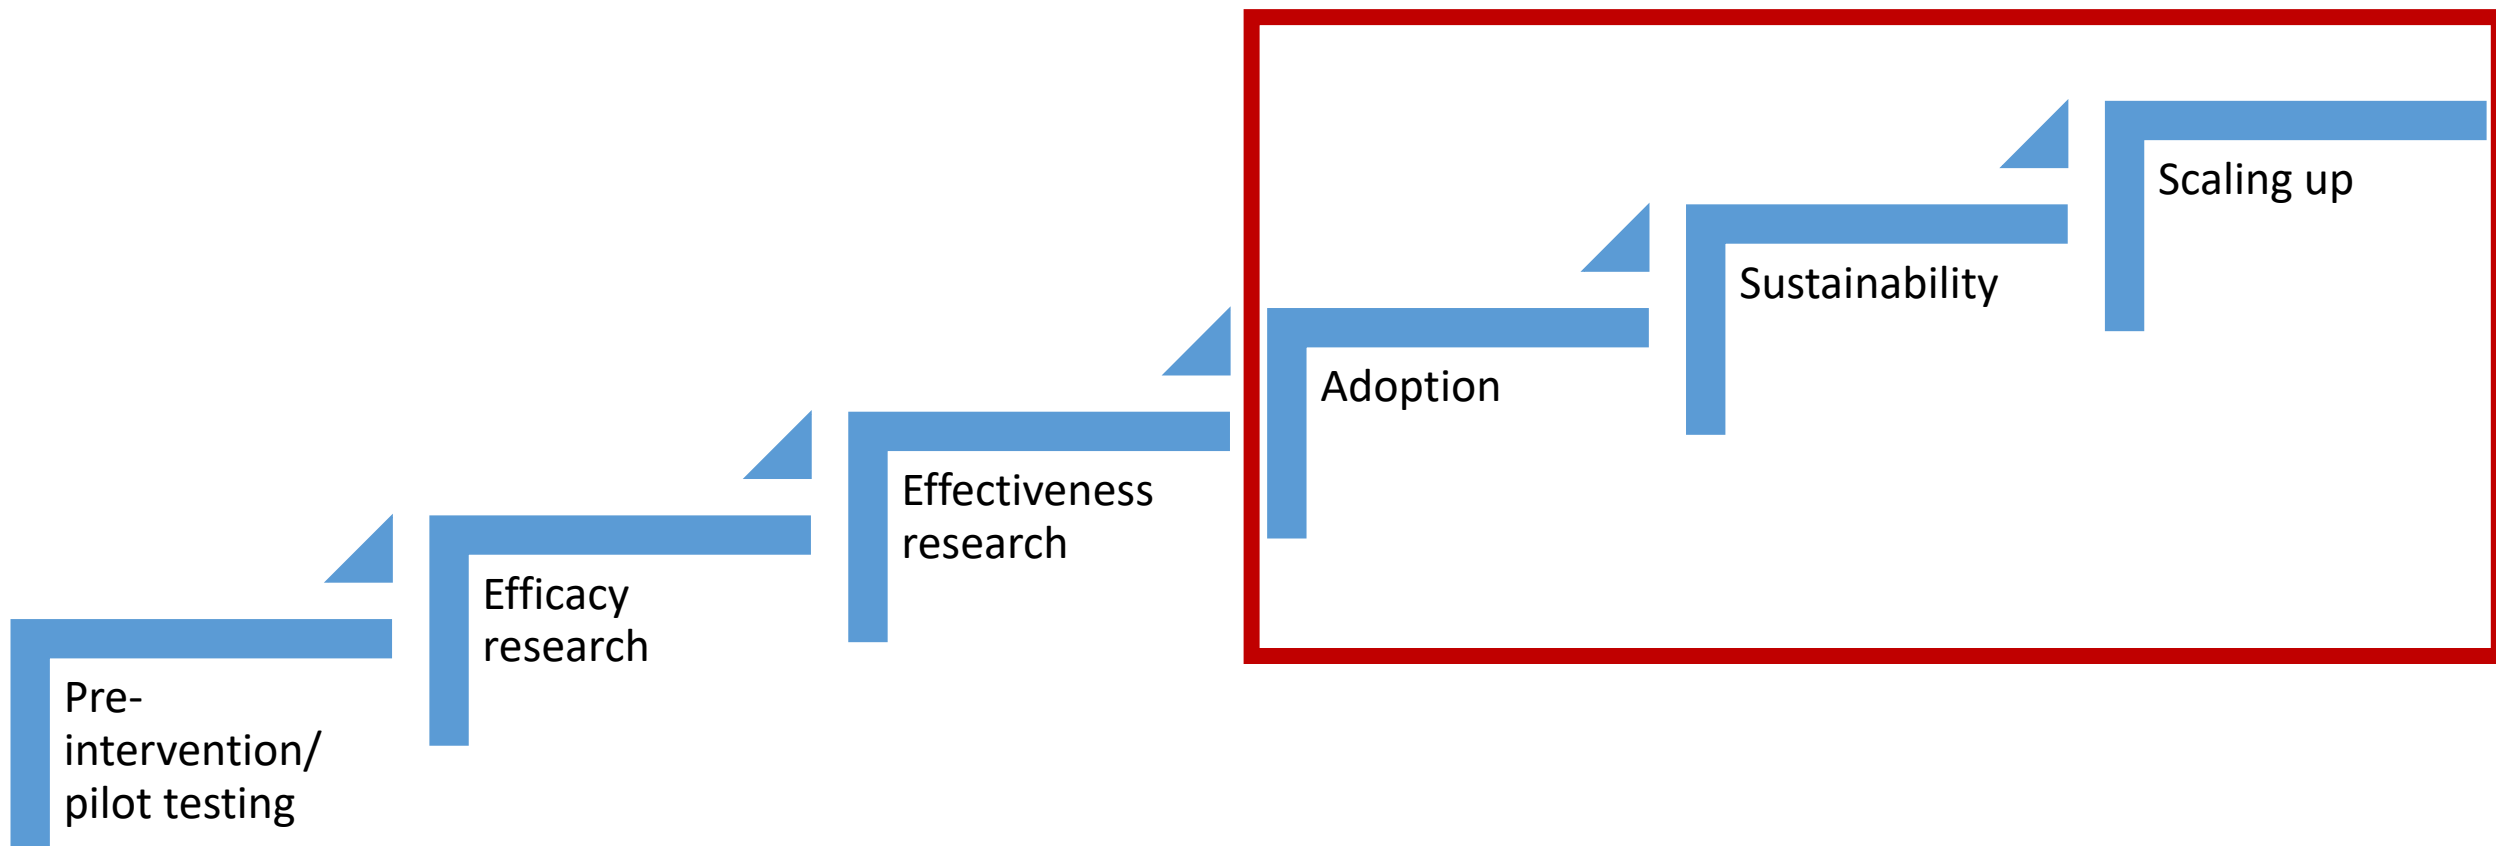 Pre-
intervention/
pilot testing
Efficacy
research
Effectiveness
research
Adoption
Sustainability
Scaling up